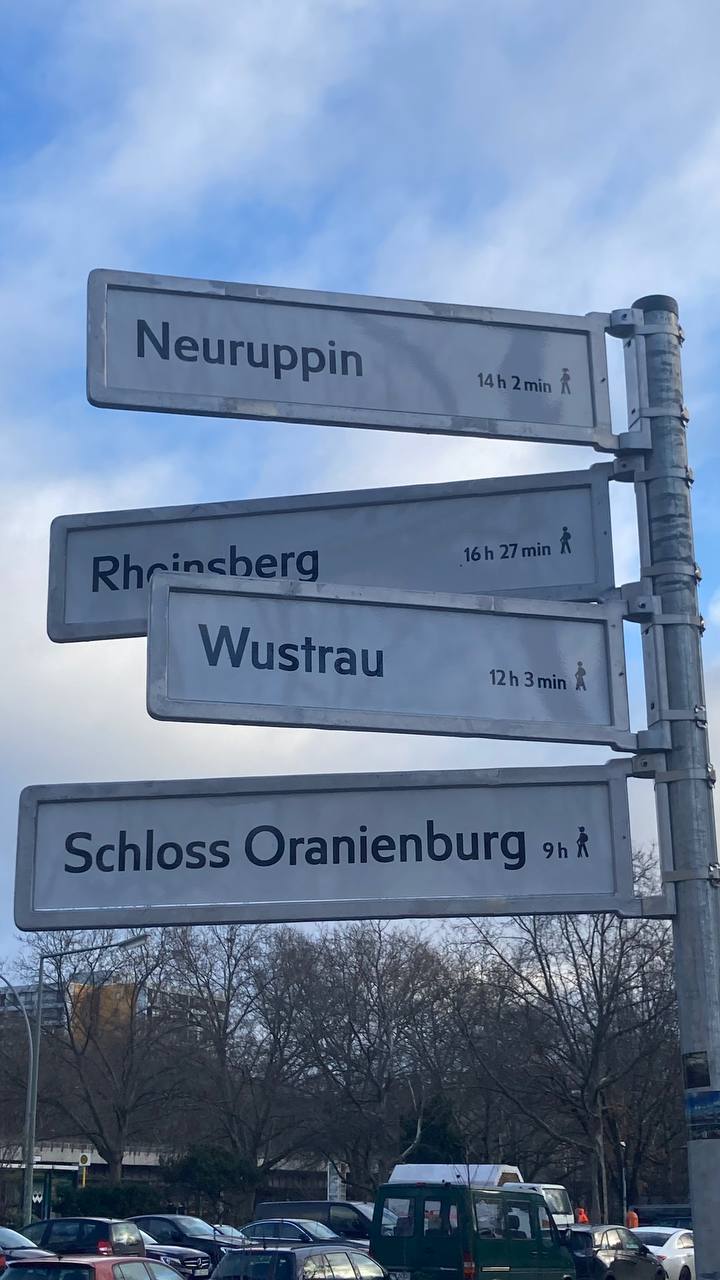 Neuruppin 14 h 2 min
Rheinsberg 16 h 27 min
Wustrau 12 h 3 min
Schloss Oranienburg 9 h